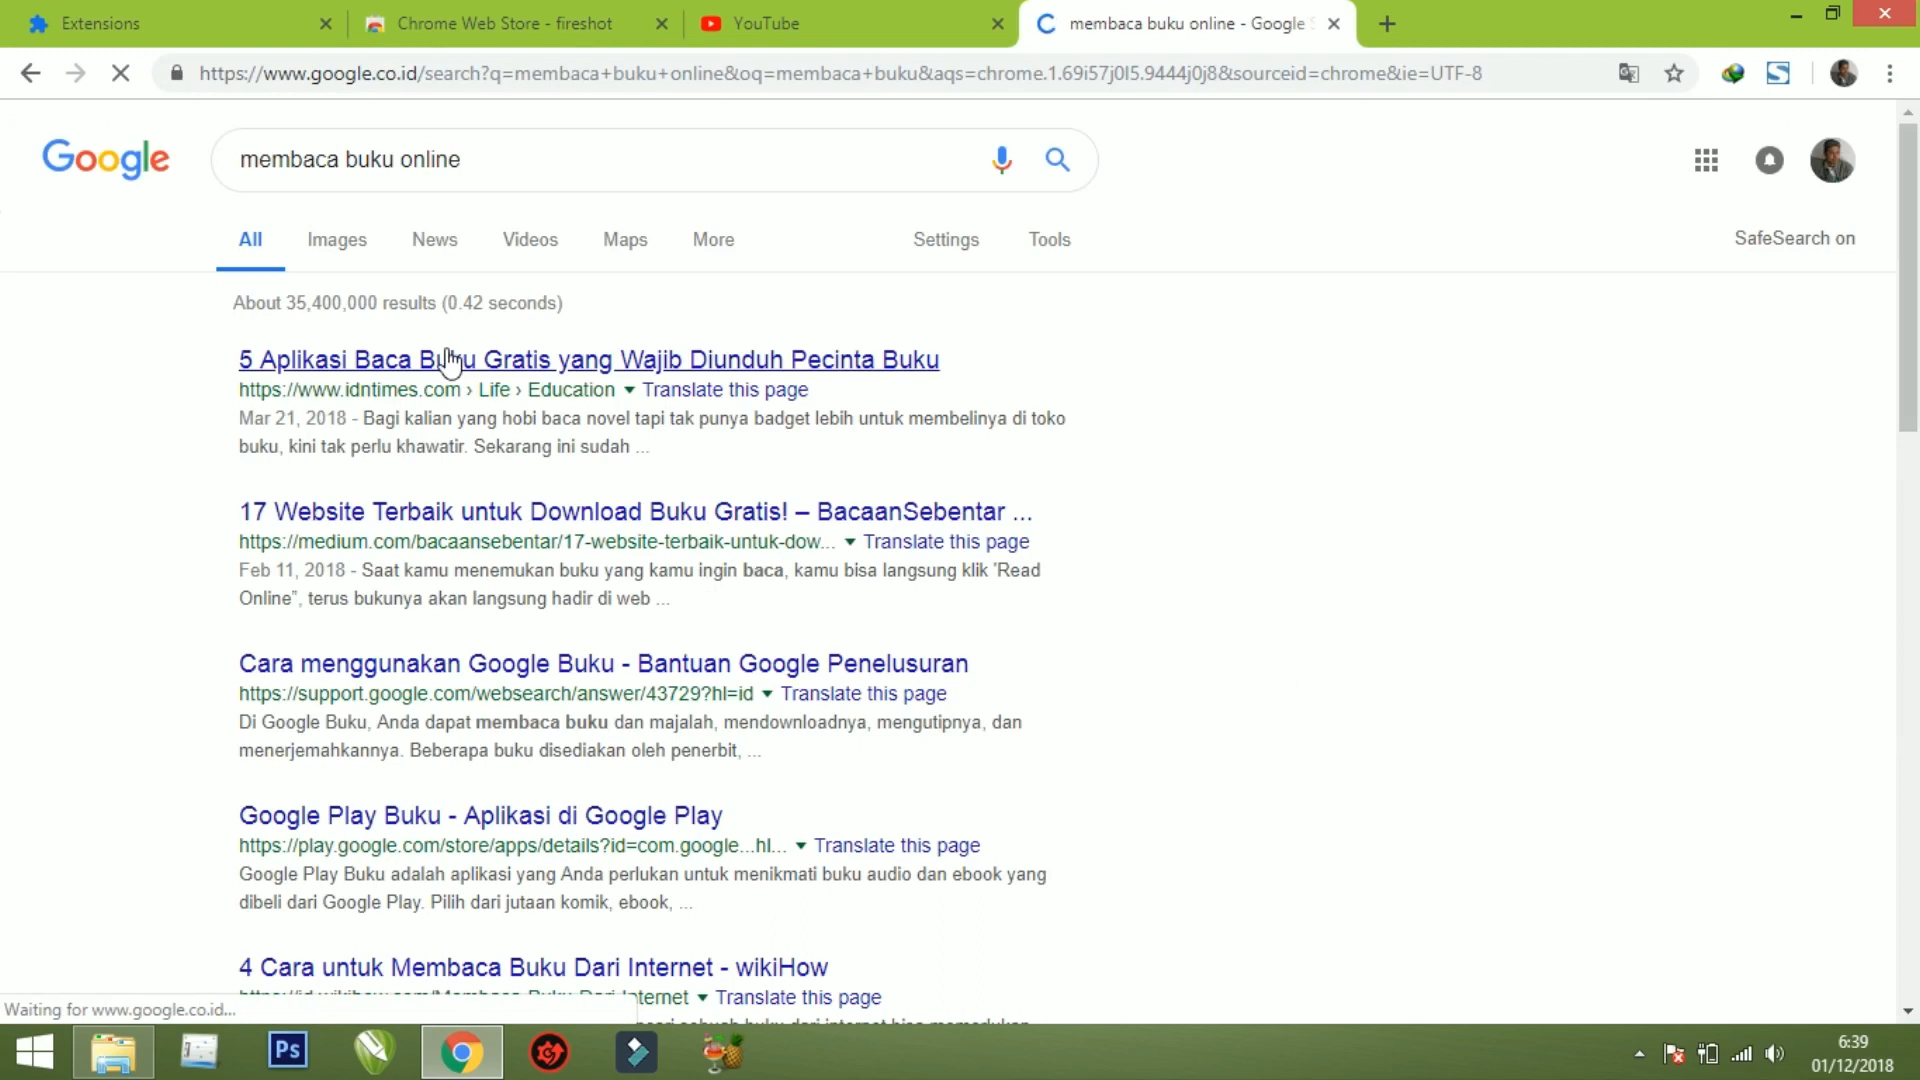 Extensions
Chrome Web Store - fireshot
YouTube
membaca buku online - Google
https://www.google.co.id/search?q=membaca+buku+online&oq=membaca+buku&aqs=chrome.1.69i57j0l5.9444j0j8&sourceid=chrome&ie=UTF-8
Google
membaca buku online
All Images News Videos Maps More Settings Tools
SafeSearch on
About 35,400,000 results (0.42 seconds)
5 Aplikasi Baca Buku Gratis yang Wajib Diunduh Pecinta Buku
https://www.idntimes.com › Life › Education ▼ Translate this page
Mar 21, 2018 - Bagi kalian yang hobi baca novel tapi tak punya badget lebih untuk membelinya di toko
buku, kini tak perlu khawatir. Sekarang ini sudah ...
17 Website Terbaik untuk Download Buku Gratis! – BacaanSebentar ...
https://medium.com/bacaansebentar/17-website-terbaik-untuk-dow... ▼ Translate this page
Feb 11, 2018 - Saat kamu menemukan buku yang kamu ingin baca, kamu bisa langsung klik 'Read
Online”, terus bukunya akan langsung hadir di web ...
Cara menggunakan Google Buku - Bantuan Google Penelusuran
https://support.google.com/websearch/answer/43729?hl=id ▼ Translate this page
Di Google Buku, Anda dapat membaca buku dan majalah, mendownloadnya, mengutipnya, dan
menerjemahkannya. Beberapa buku disediakan oleh penerbit, ...
Google Play Buku - Aplikasi di Google Play
https://play.google.com/store/apps/details?id=com.google...hl... ▼ Translate this page
Google Play Buku adalah aplikasi yang Anda perlukan untuk menikmati buku audio dan ebook yang
dibeli dari Google Play. Pilih dari jutaan komik, ebook, ...
4 Cara untuk Membaca Buku Dari Internet - wikiHow
▼ Translate this page
Waiting for www.google.co.id...
Ps
6:39
01/12/2018